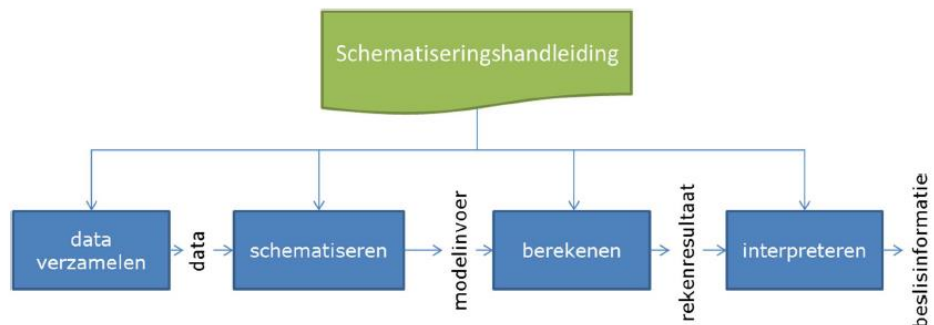 Schematiseringshandleiding
data
verzamelen
data
schematiseren
modelinvoer
berekenen
rekenresultaat
interpreteren
beslisinformatie